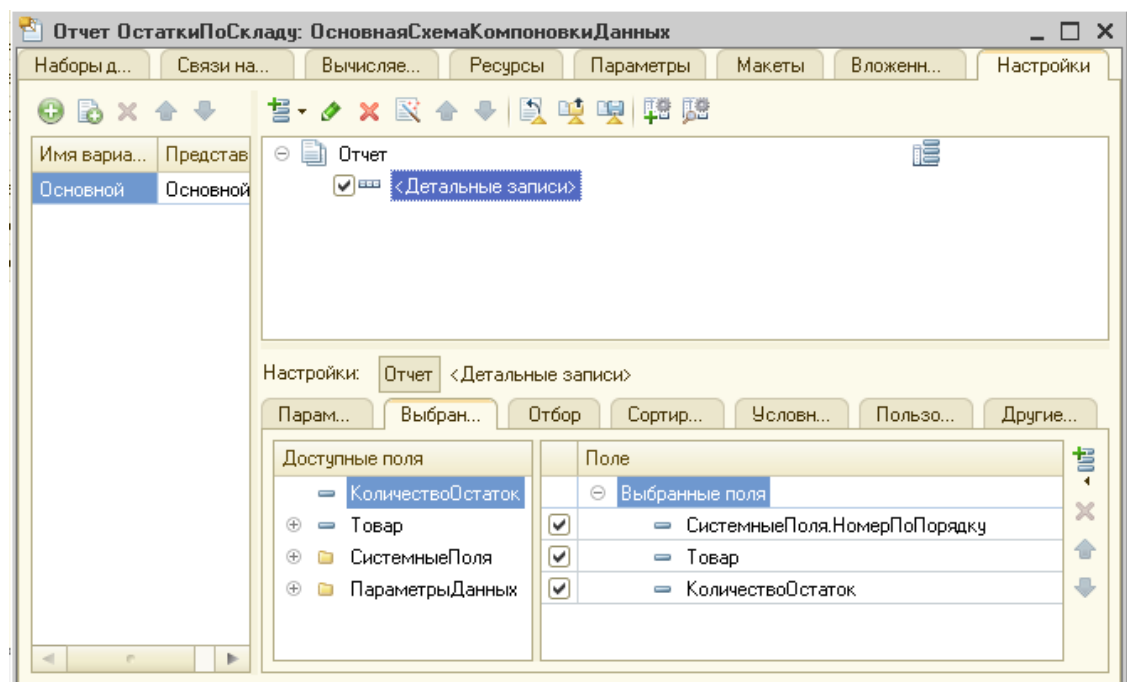 Отчет ОстаткиПоСкладу: ОсновнаяСхемаКомпоновкиДанных
Наборы д... Связи на... Вычисляе... Ресурсы Параметры Макеты Вложенн... Настройки
Имя вариа... Представ
Основной Основной
Отчет
<Детальные записи>
Настройки: Отчет <Детальные записи>
Парам... Выбран... Отбор Сортир... Условн... Пользо... Другие...
Доступные поля Поле
КоличествоОстаток Выбранные поля
Товар СистемныеПоля.НомерПоПорядку
СистемныеПоля Товар
ПараметрыДанных КоличествоОстаток